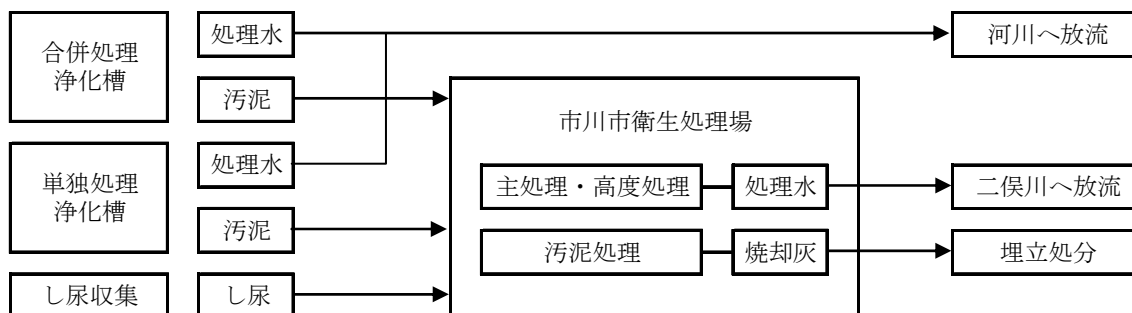 合併処理
浄化槽
処理水
河川へ放流
汚泥
市川市衛生処理場
単独処理
浄化槽
処理水
主処理・高度処理
処理水
二俣川へ放流
汚泥
汚泥処理
焼却灰
埋立処分
し尿収集
し尿